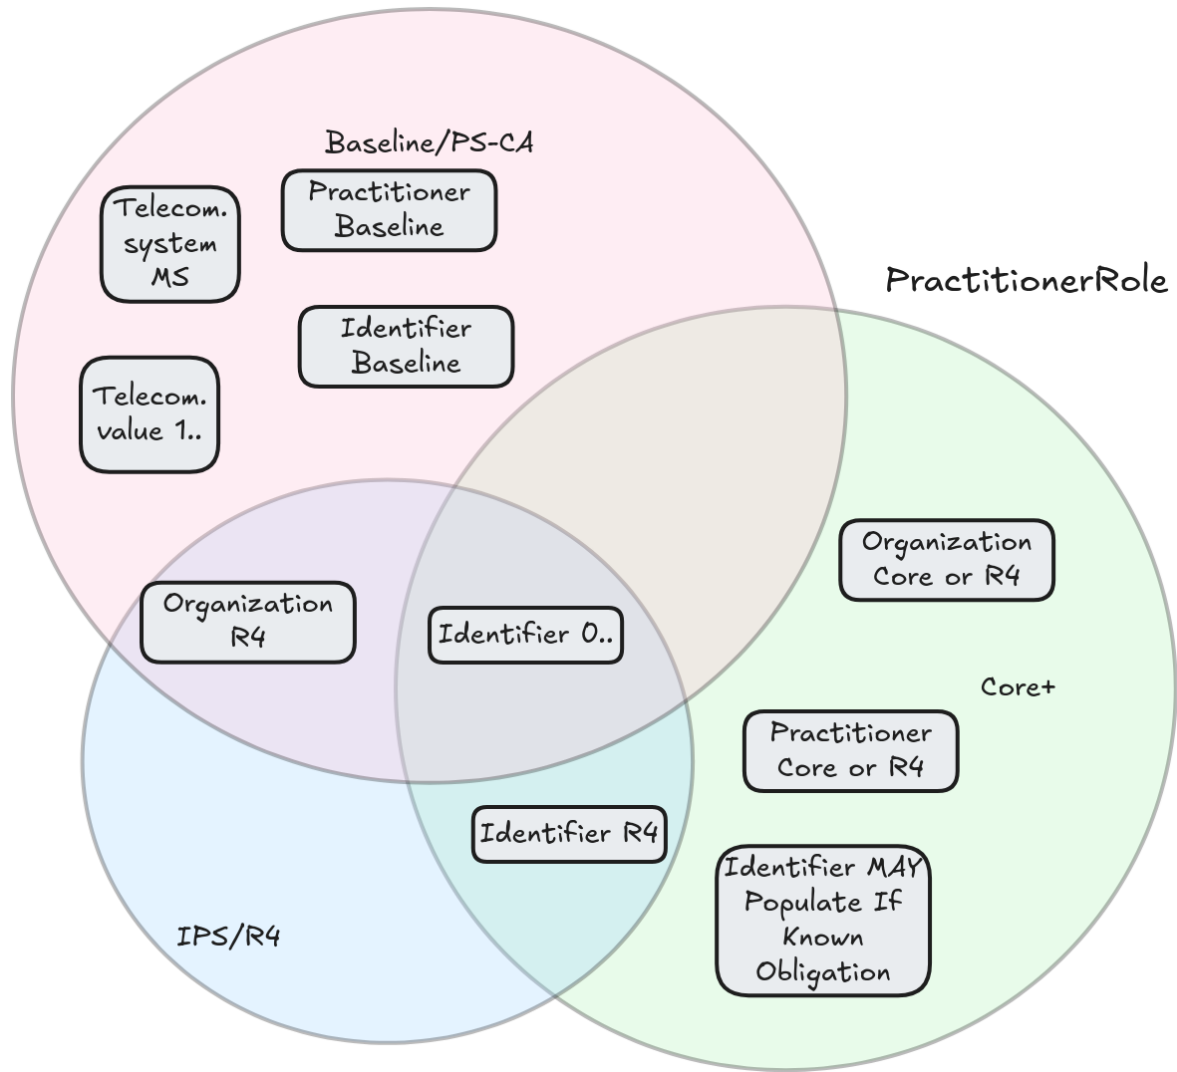 Baseline/PS-CA
Practitioner
Baseline
Telecom.
system
MS
Identifier
Baseline
Telecom.
value 1..
PractitionerRole
Organization
Core or R4
Organization
R4
Identifier 0..
Core+
Practitioner
Core or R4
Identifier R4
Identifier MAY
Populate If
Known
Obligation
IPS/R4